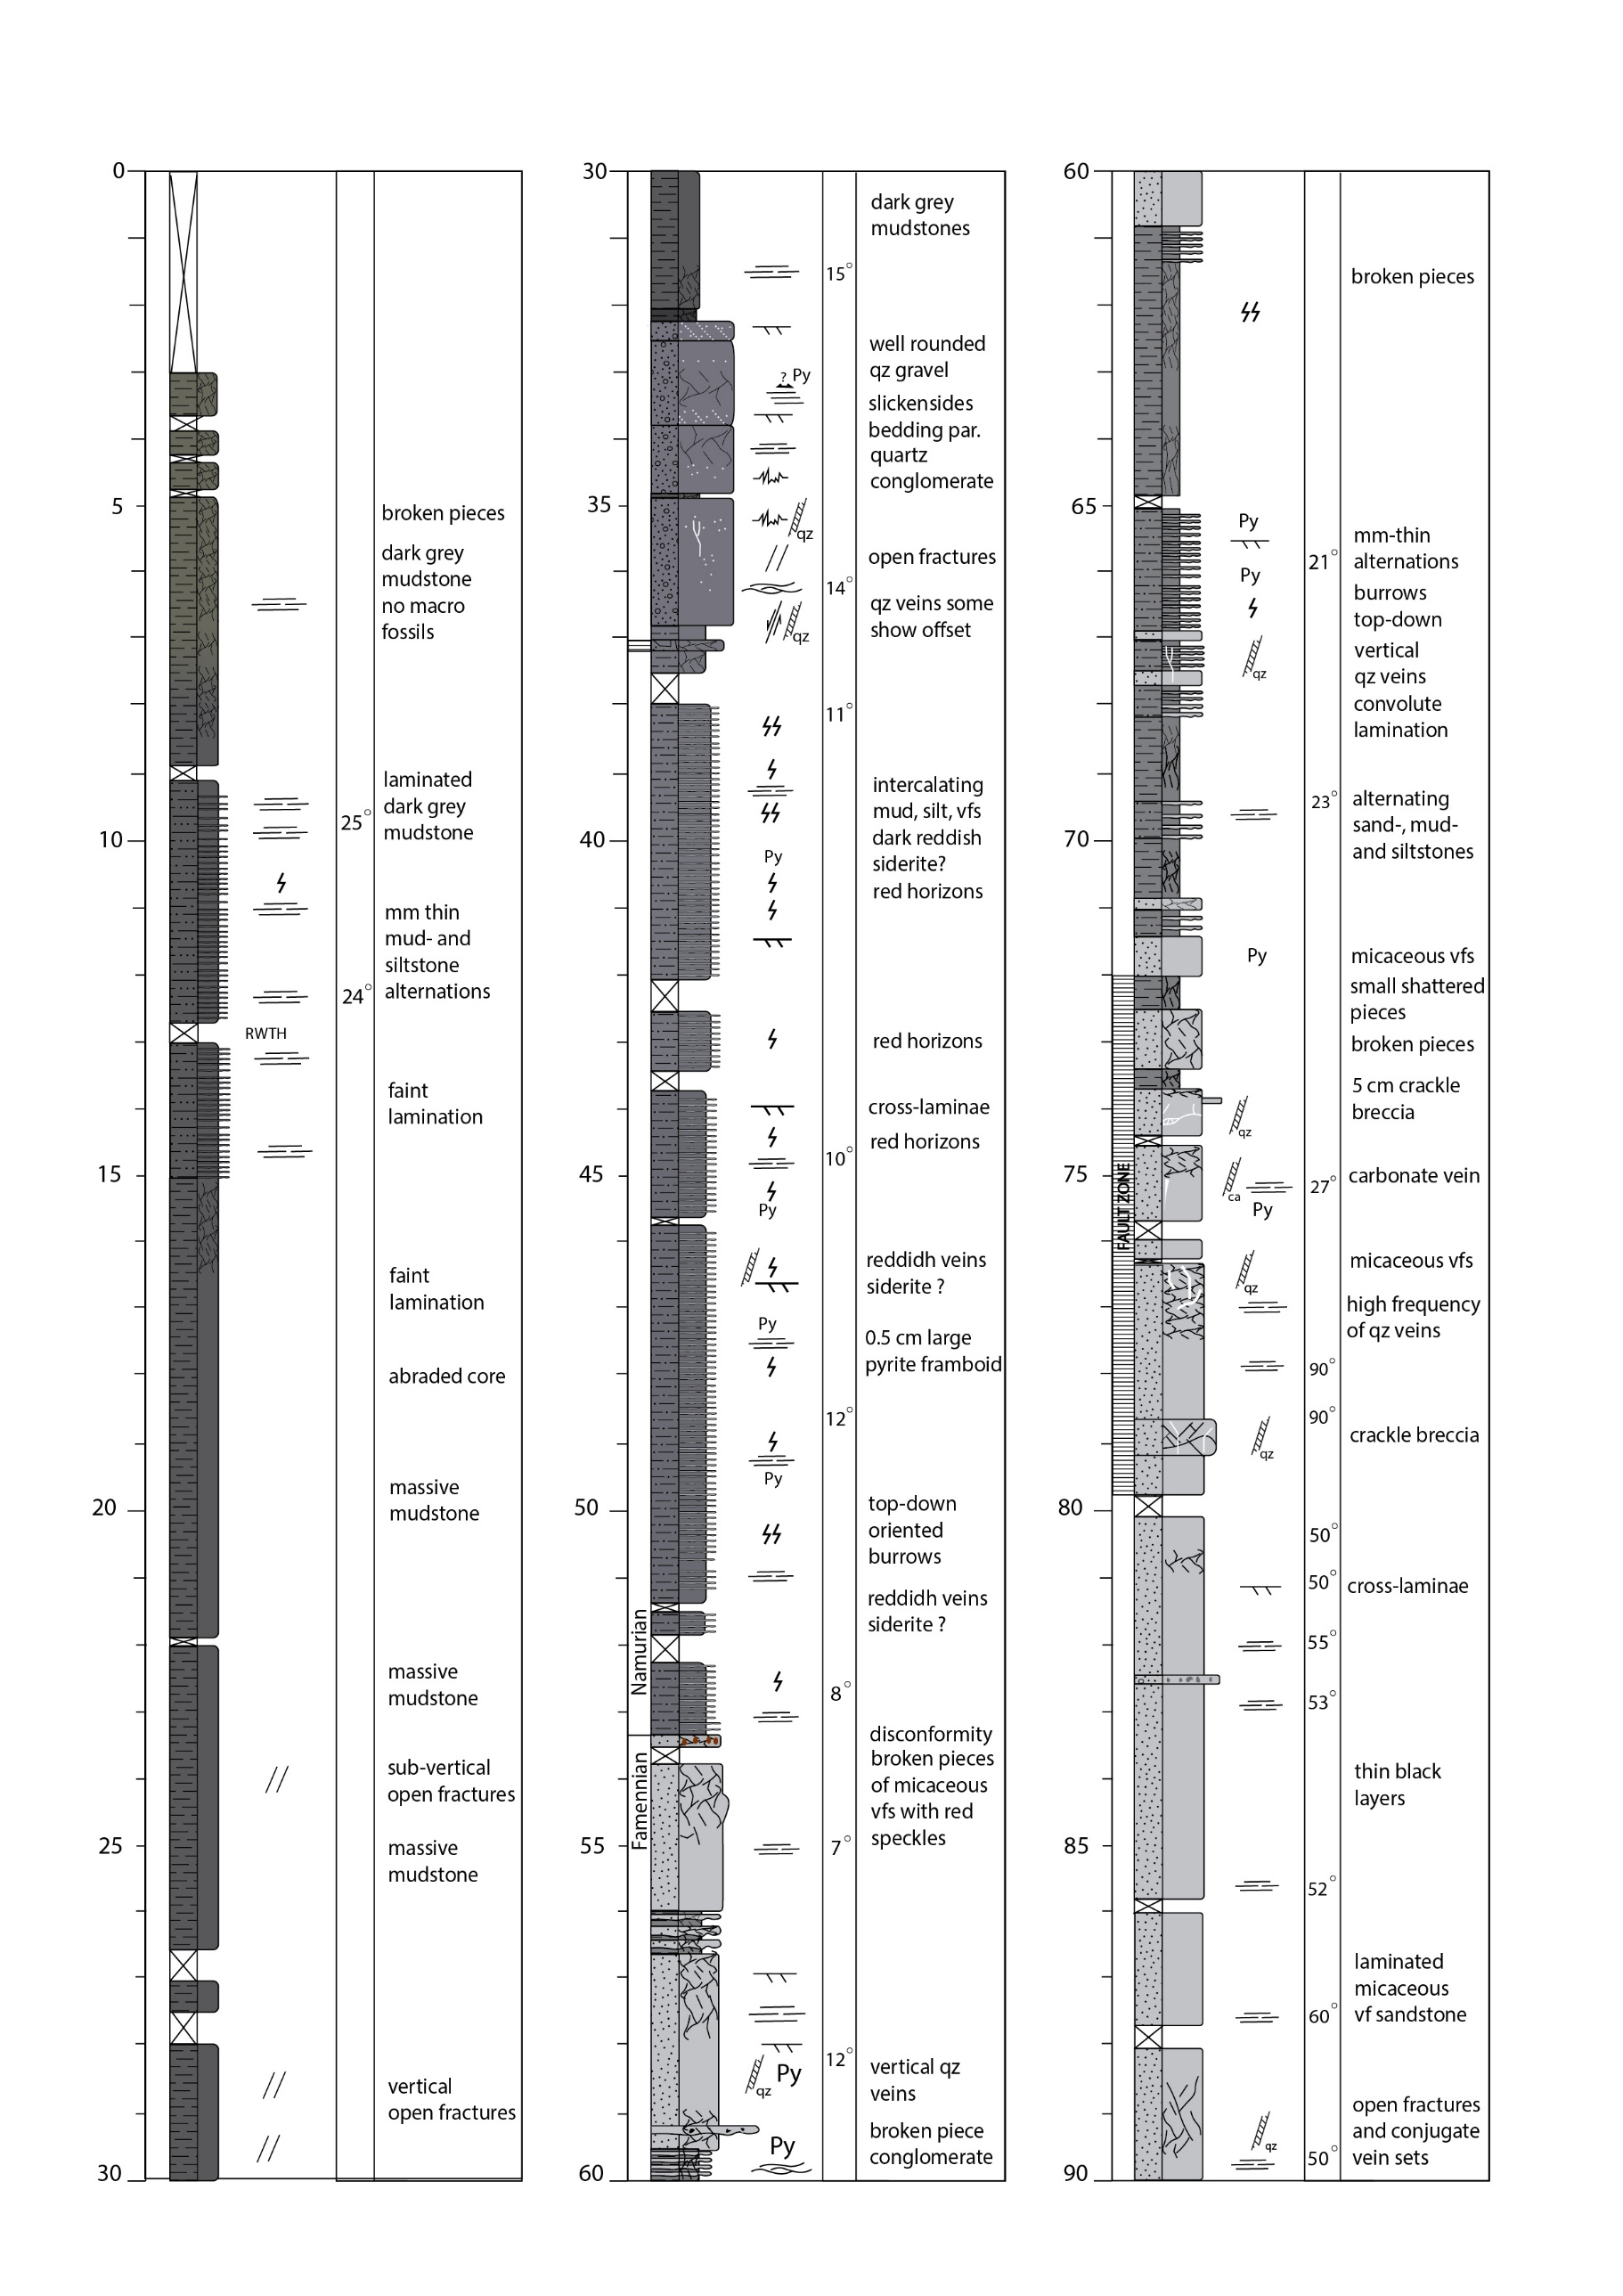 0
5
10
15
20
25
30
RWTH
25°
24°
broken pieces
dark grey
mudstone
no macro
fossils
laminated
dark grey
mudstone
mm thin
mud- and
siltstone
alternations
faint
lamination
faint
lamination
abraded core
massive
mudstone
massive
mudstone
sub-vertical
open fractures
massive
mudstone
vertical
open fractures
30
35
40
45
50
55
60
Namurian
Famennian
? Py
qz
qz
Py
Py
Py
Py
qz Py
Py
15°
14°
11°
10°
12°
8°
7°
12°
dark grey
mudstones
well rounded
qz gravel
slickensides
bedding par.
quartz
conglomerate
open fractures
qz veins some
show offset
intercalating
mud, silt, vfs
dark reddish
siderite?
red horizons
red horizons
cross-laminae
red horizons
reddidh veins
siderite ?
0.5 cm large
pyrite framboid
top-down
oriented
burrows
reddidh veins
siderite ?
disconformity
broken pieces
of micaceous
vfs with red
speckles
vertical qz
veins
broken piece
conglomerate
60
65
70
75
80
85
90
FAULT ZONE
Py
Py
qz
Py
qz
ca
Py
qz
qz
qz
21°
23°
27°
90°
90°
50°
50°
55°
53°
52°
60°
50°
broken pieces
mm-thin
alternations
burrows
top-down
vertical
qz veins
convolute
lamination
alternating
sand-, mud-
and siltstones
micaceous vfs
small shattered
pieces
broken pieces
5 cm crackle
breccia
carbonate vein
micaceous vfs
high frequency
of qz veins
crackle breccia
cross-laminae
thin black
layers
laminated
micaceous
vf sandstone
open fractures
and conjugate
vein sets